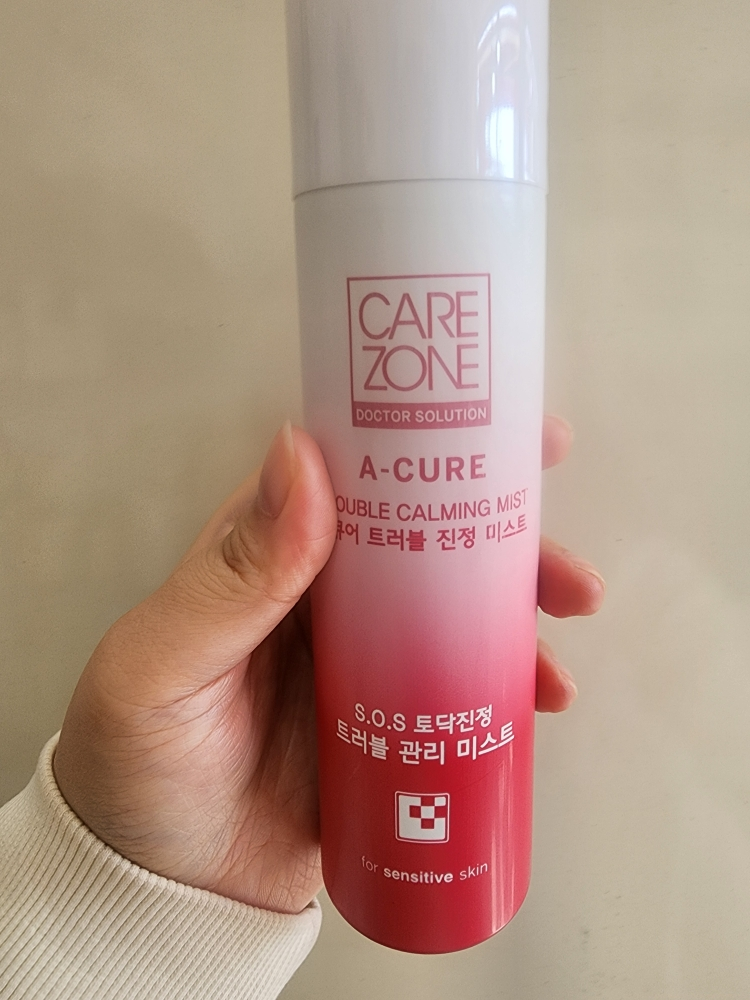 CARE
ZONE
DOCTOR SOLUTION
A-CURE
OUBLE CALMING MIST
큐어 트러블 진정 미스트
S.O.S 토닥진정
트러블 관리 미스트
for sensitive skin